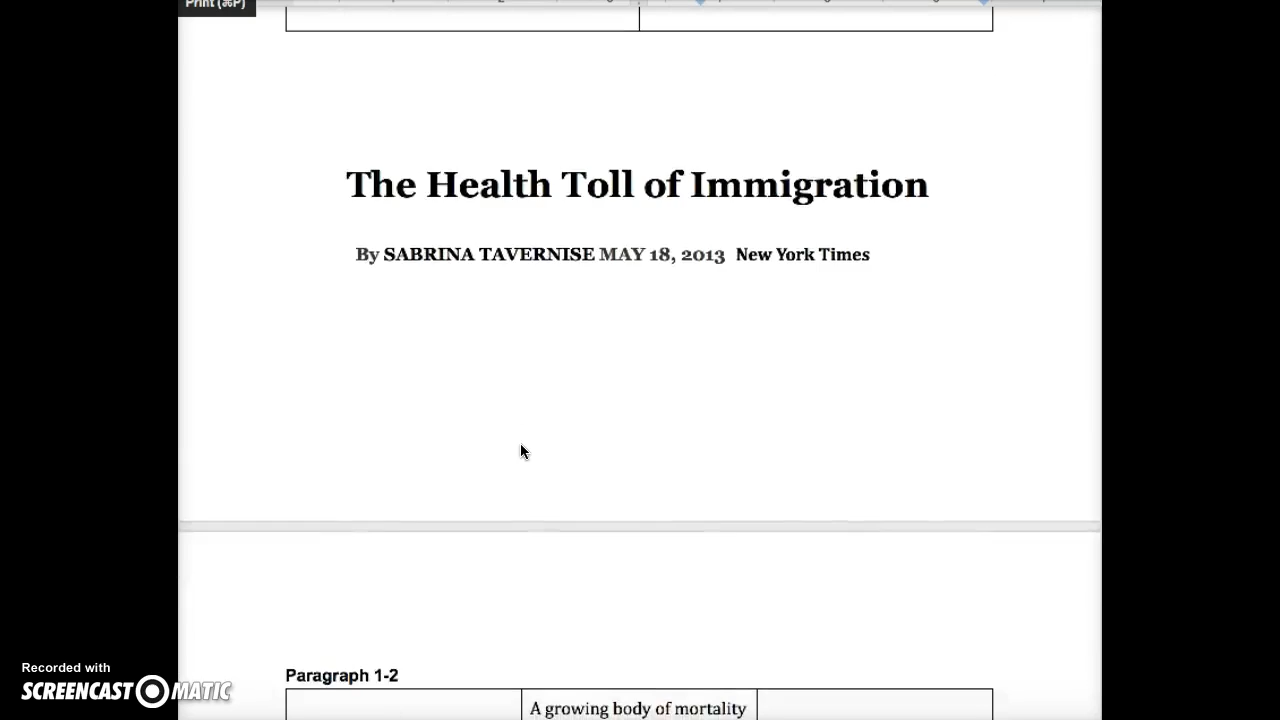 Print (⌘P)
The Health Toll of Immigration
By SABRINA TAVERNISE MAY 18, 2013 New York Times
Paragraph 1-2
A growing body of mortality
Recorded with
SCREENCAST MATIC